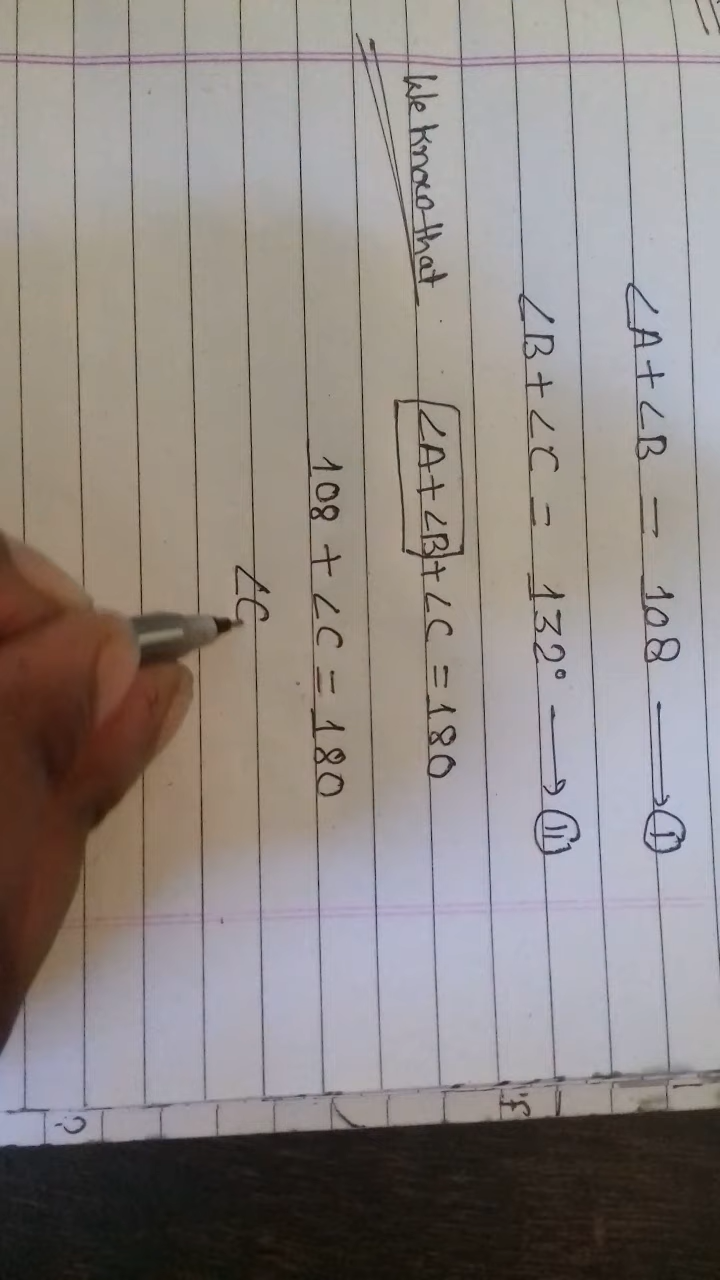 ∠A + ∠B = 108 → (I)
∠B + ∠C = 132° → (II)
We know that ∠A + ∠B + ∠C = 180
108 + ∠C = 180
∠C